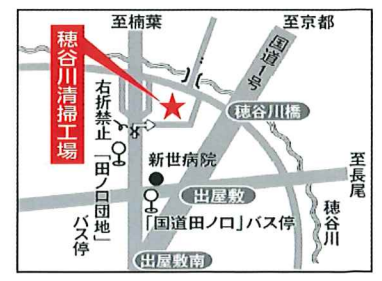 至楠葉
至京都
穂谷川清掃工場
国道1号
右折禁止
穂谷川橋
「田ノ口団地」
バス停
新世病院
至長尾
出屋敷
穂谷川
「国道田ノ口」バス停
出屋敷南